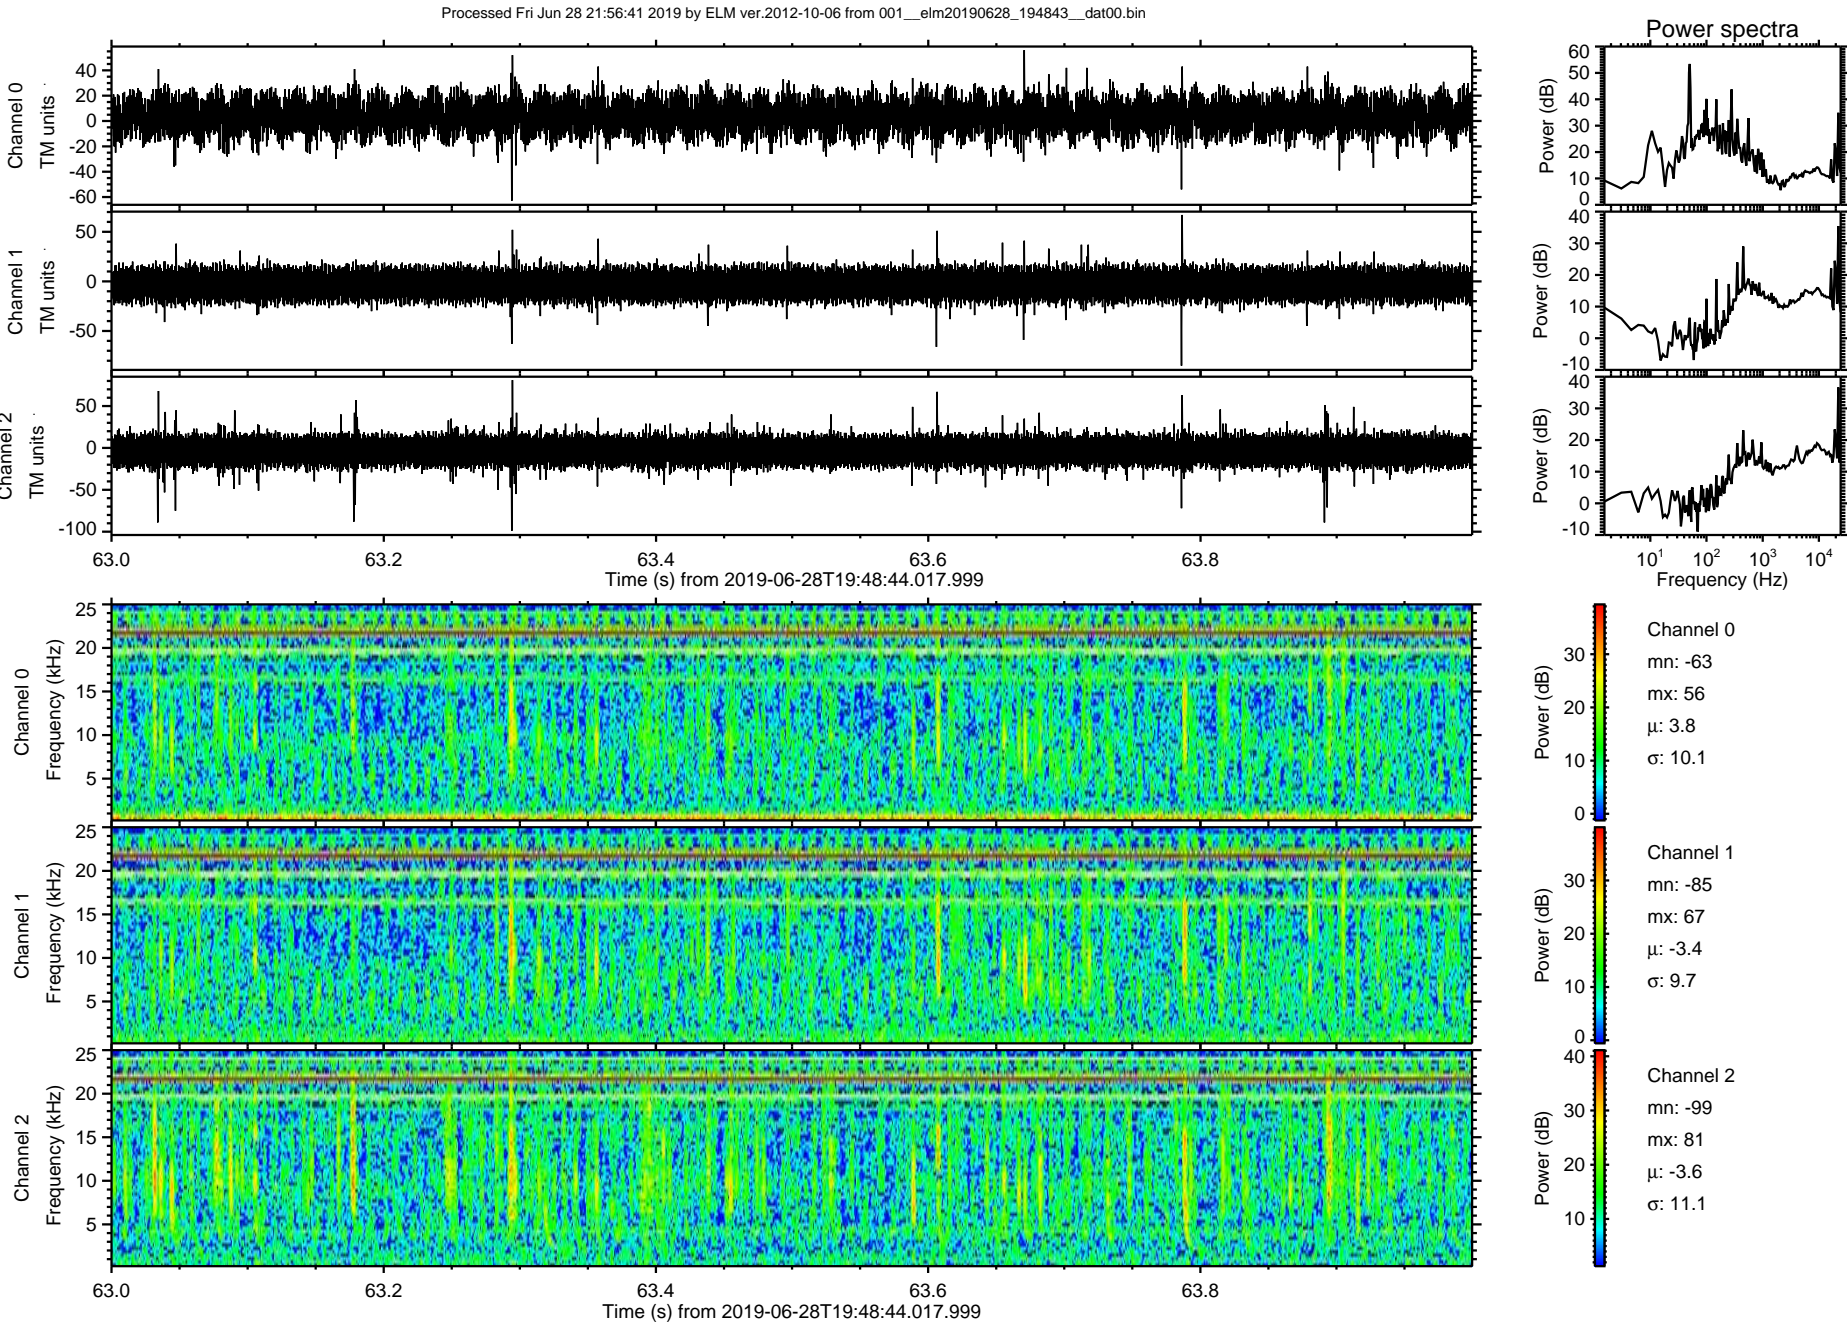 Processed Fri Jun 28 21:56:41 2019 by ELM ver.2012-10-06 from 001__elm20190628_194843__dat00.bin
Power spectra
Channel 0
TM units
40
20
0
-20
-40
-60
Power (dB)
60
50
40
30
20
10
0
Channel 1
TM units
50
0
-50
Power (dB)
40
30
20
10
0
-10
Channel 2
TM units
50
0
-50
-100
Power (dB)
40
30
20
10
0
-10
63.0 63.2 63.4 63.6 63.8
Time (s) from 2019-06-28T19:48:44.017.999
10^1 10^2 10^3 10^4
Frequency (Hz)
Channel 0
Frequency (kHz)
25
20
15
10
5
Power (dB)
30
20
10
0
Channel 0
mn: -63
mx: 56
μ: 3.8
σ: 10.1
Channel 1
Frequency (kHz)
25
20
15
10
5
Power (dB)
30
20
10
0
Channel 1
mn: -85
mx: 67
μ: -3.4
σ: 9.7
Channel 2
Frequency (kHz)
25
20
15
10
5
Power (dB)
40
30
20
10
Channel 2
mn: -99
mx: 81
μ: -3.6
σ: 11.1
63.0 63.2 63.4 63.6 63.8
Time (s) from 2019-06-28T19:48:44.017.999